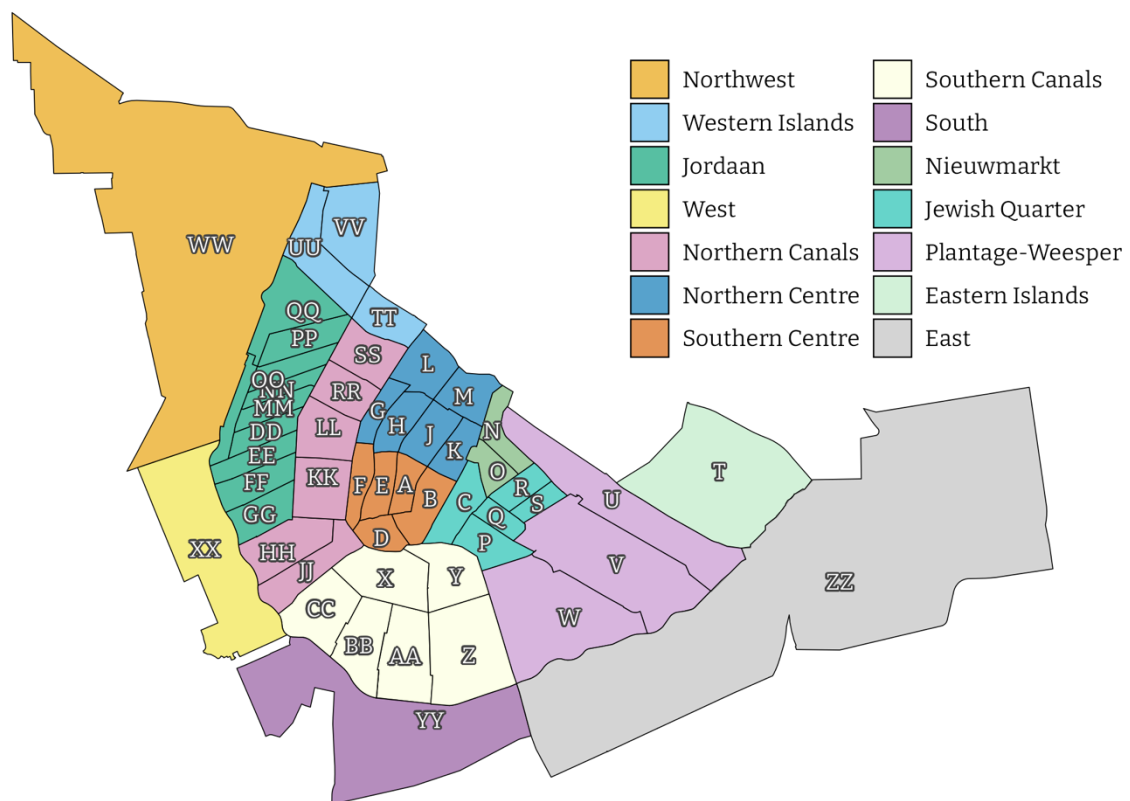 Northwest
Western Islands
Jordaan
West
Northern Canals
Northern Centre
Southern Centre
Southern Canals
South
Nieuwmarkt
Jewish Quarter
Plantage-Weesper
Eastern Islands
East
WW
VV
UU
QQ
TT
PP
SS
OO
NN
RR
L
MM
G
M
LL
H
J
DD
N
K
EE
KK
F
E
A
O
T
FF
B
R
GG
C
S
U
Q
D
P
XX
HH
JJ
X
Y
V
ZZ
CC
W
BB
AA
Z
YY